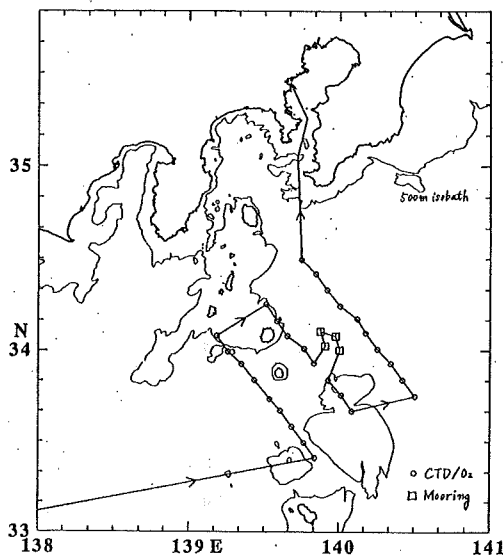 35
500m isobath
N
34
○ CTD/O₂
□ Mooring
33
138
139 E
140
141